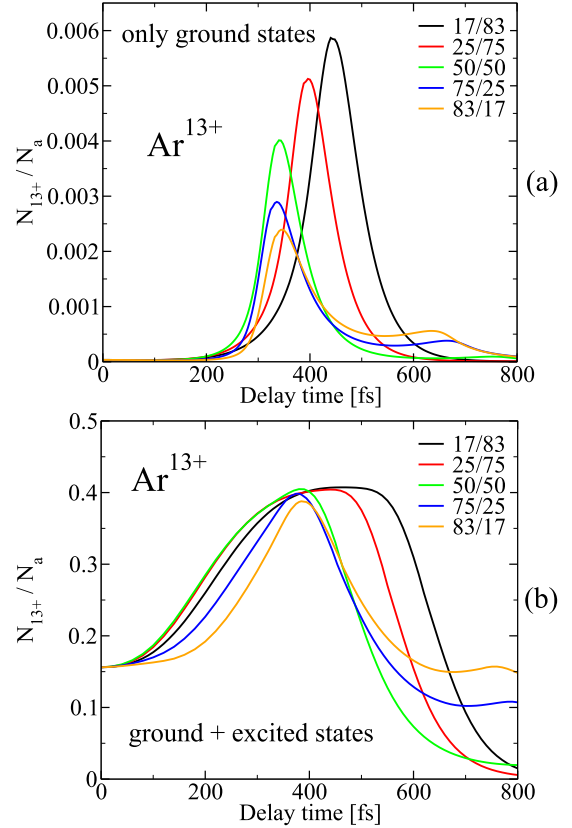 only ground states
Ar13+
17/83
25/75
50/50
75/25
83/17
N13+ / Na
0.006
0.005
0.004
0.003
0.002
0.001
0
0 200 400 600 800
Delay time [fs]
(a)
Ar13+
17/83
25/75
50/50
75/25
83/17
N13+ / Na
0.5
0.4
0.3
0.2
0.1
0
ground + excited states
0 200 400 600 800
Delay time [fs]
(b)